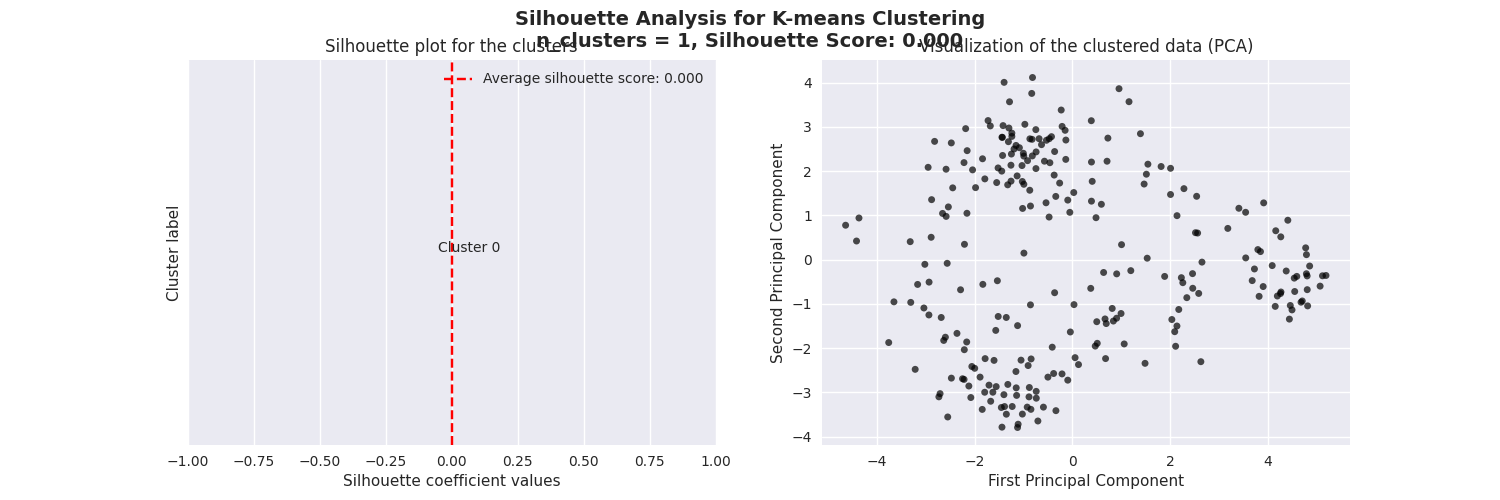 Silhouette Analysis for K-means Clustering
n_clusters = 1, Silhouette Score: 0.000
Silhouette plot for the clusters
Average silhouette score: 0.000
Cluster 0
Cluster label
−1.00 −0.75 −0.50 −0.25 0.00 0.25 0.50 0.75 1.00
Silhouette coefficient values
Visualization of the clustered data (PCA)
4
3
2
1
0
−1
−2
−3
−4
Second Principal Component
−4 −2 0 2 4
First Principal Component